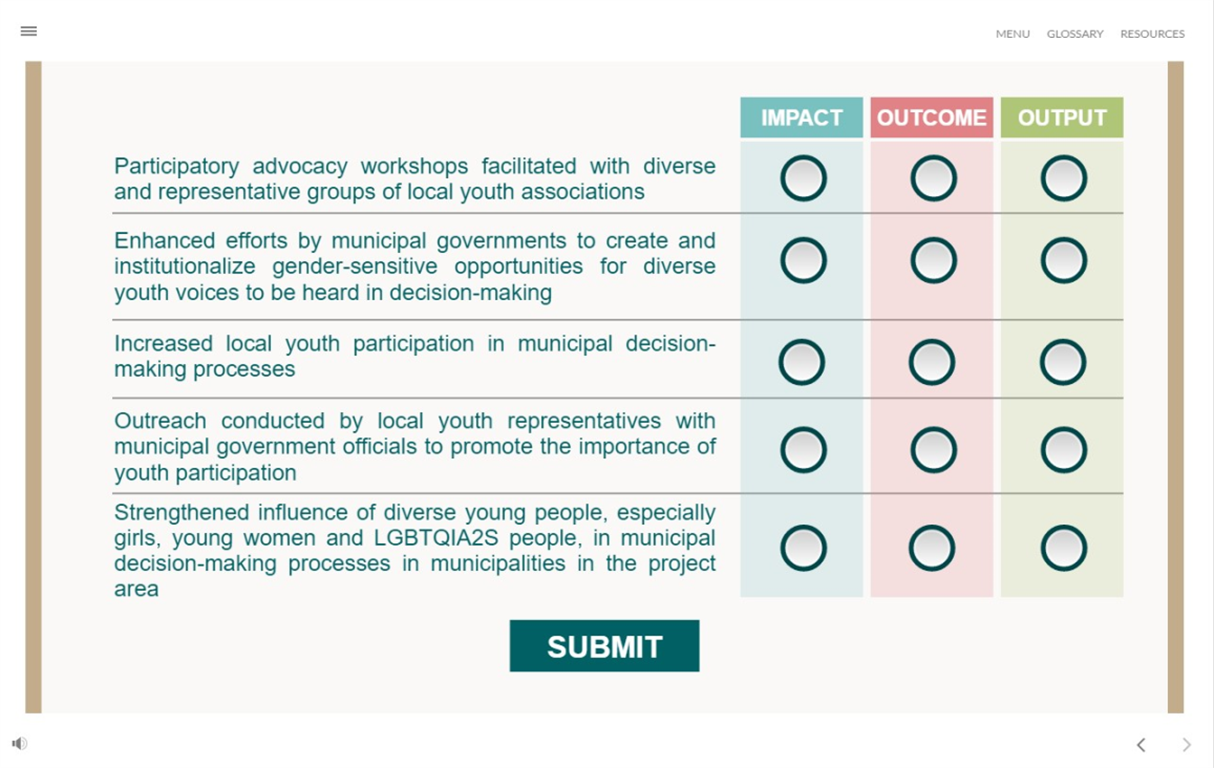 MENU GLOSSARY RESOURCES
IMPACT OUTCOME OUTPUT
Participatory advocacy workshops facilitated with diverse
and representative groups of local youth associations
Enhanced efforts by municipal governments to create and
institutionalize gender-sensitive opportunities for diverse
youth voices to be heard in decision-making
Increased local youth participation in municipal decision-
making processes
Outreach conducted by local youth representatives with
municipal government officials to promote the importance of
youth participation
Strengthened influence of diverse young people, especially
girls, young women and LGBTQIA2S people, in municipal
decision-making processes in municipalities in the project
area
SUBMIT